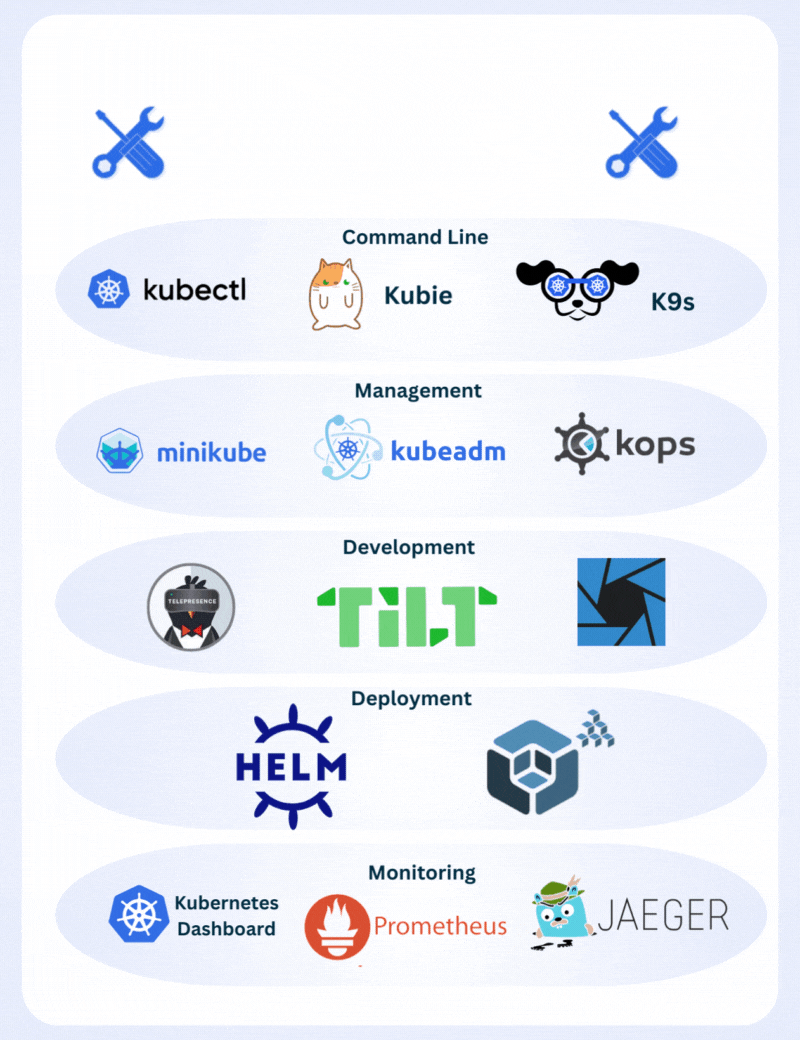 Command Line
kubectl
Kubie
K9s
Management
minikube
kubeadm
kops
Development
TELEPRESENCE
TiLT
Deployment
HELM
Monitoring
Kubernetes
Dashboard
Prometheus
JAEGER